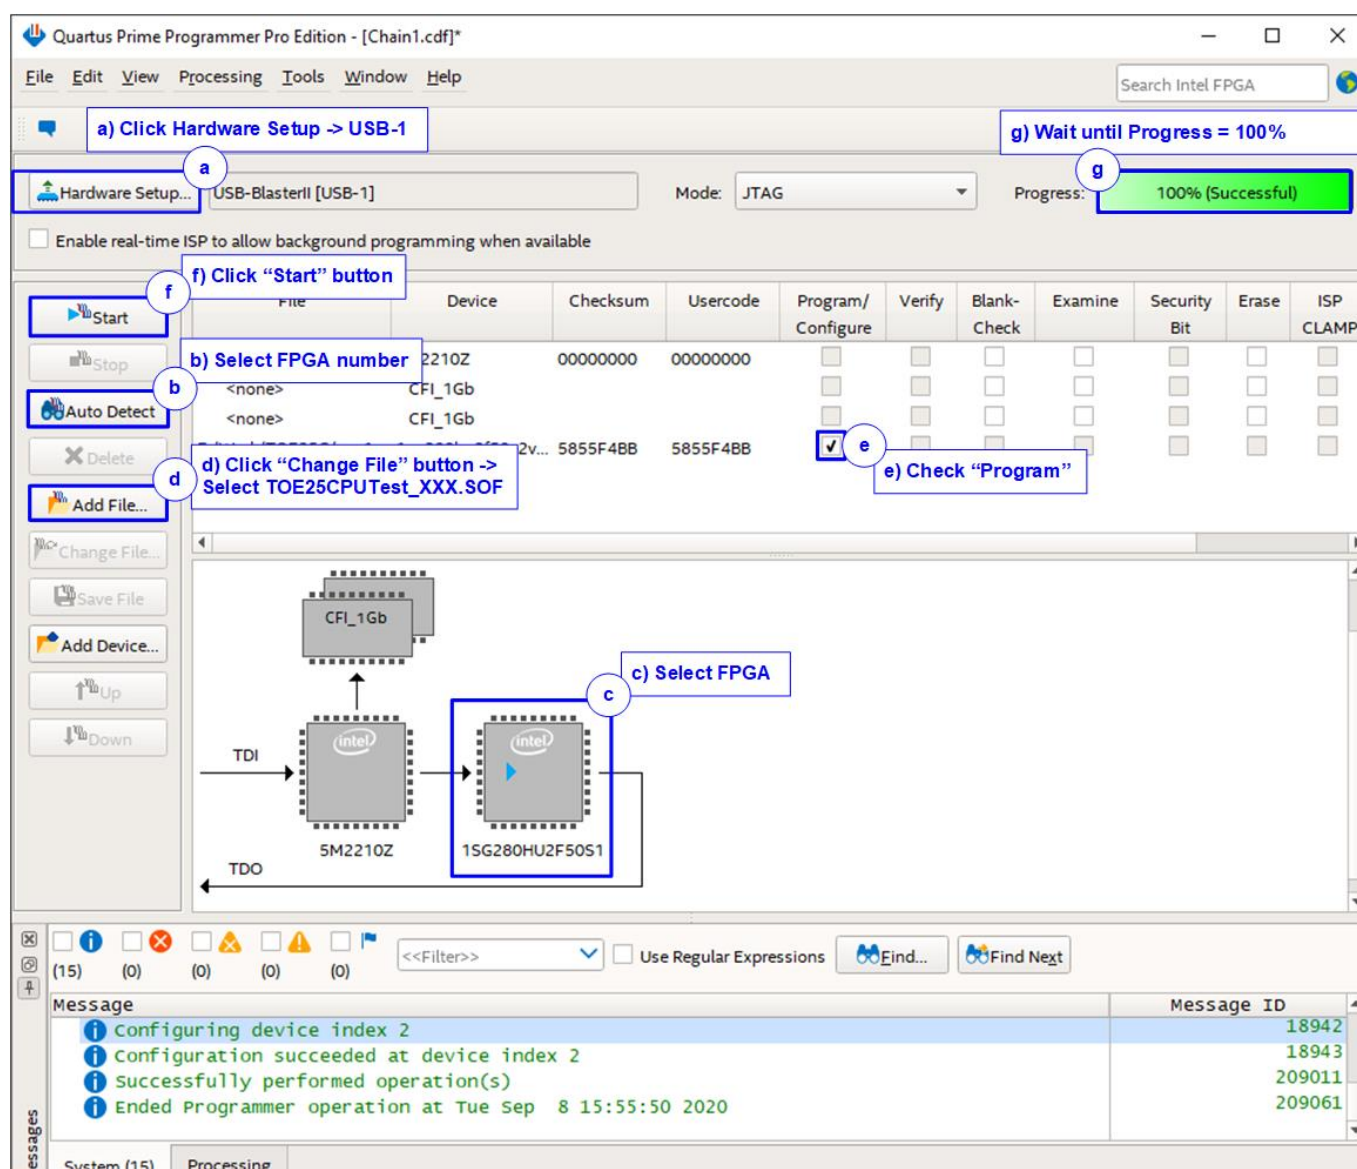 Quartus Prime Programmer Pro Edition - [Chain1.cdf]*
File Edit View Processing Tools Window Help
Search Intel FPGA
a) Click Hardware Setup -> USB-1
g) Wait until Progress = 100%
a
g
Hardware Setup... USB-BlasterII [USB-1] Mode: JTAG Progress: 100% (Successful)
Enable real-time ISP to allow background programming when available
f) Click “Start” button
f
File Device Checksum Usercode Program/ Configure Verify Blank- Check Examine Security Bit Erase ISP CLAMP
Start
b) Select FPGA number
2210Z 00000000 00000000
Stop
b
<none> CFI_1Gb
Auto Detect
<none> CFI_1Gb
2v... 5855F4BB 5855F4BB
e
Delete
d) Click “Change File” button ->
Select TOE25CPUTest_XXX.SOF
e) Check “Program”
d
Add File...
Change File...
Save File
CFI_1Gb
Add Device...
c) Select FPGA
c
Up
Down
intel intel
TDI
5M2210Z 1SG280HU2F50S1
TDO
(15) (0) (0) (0) (0)
<<Filter>> Use Regular Expressions Find... Find Next
Message Message ID
Configuring device index 2 18942
Configuration succeeded at device index 2 18943
Successfully performed operation(s) 209011
Ended Programmer operation at Tue Sep 8 15:55:50 2020 209061
System (15) Processing